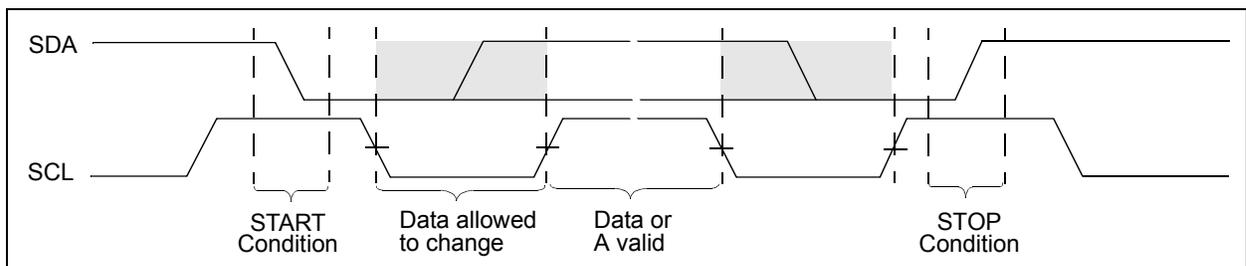 SDA
SCL
START
Condition
Data allowed
to change
Data or
A valid
STOP
Condition